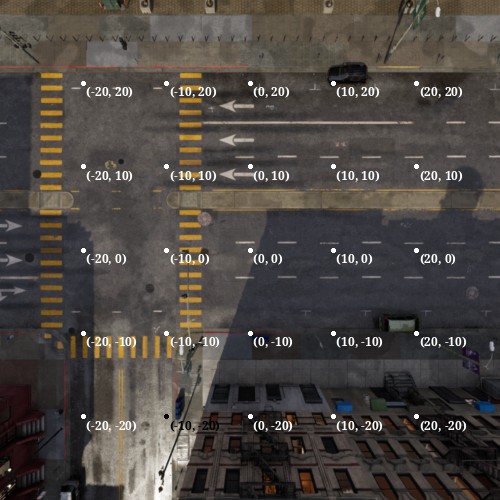 (-20, 20) (-10, 20) (0, 20) (10, 20) (20, 20)
(-20, 10) (-10, 10) (0, 10) (10, 10) (20, 10)
(-20, 0) (-10, 0) (0, 0) (10, 0) (20, 0)
(-20, -10) (-10, -10) (0, -10) (10, -10) (20, -10)
(-20, -20) (-10, -20) (0, -20) (10, -20) (20, -20)